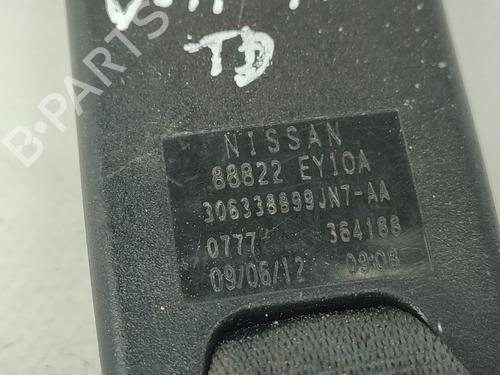 TD
B-PARTS
NISSAN
88822 EY10A
306338899JN7-AA
0777 364188
09/06/12 09:08